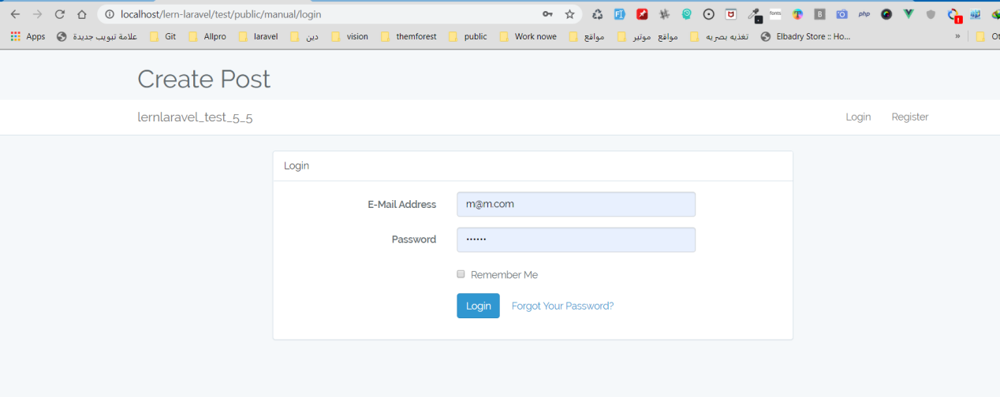 localhost/lern-laravel/test/public/manual/login
fonts
B
php
Apps علامة تبويب جديدة Git Allpro laravel دين vision themforest public Work nowe مواقع مواقع موتير تغذيه بصريه Elbadry Store :: Ho... » Ot
Create Post
lernlaravel_test_5_5 Login Register
Login
E-Mail Address m@m.com
Password ••••••
Remember Me
Login Forgot Your Password?